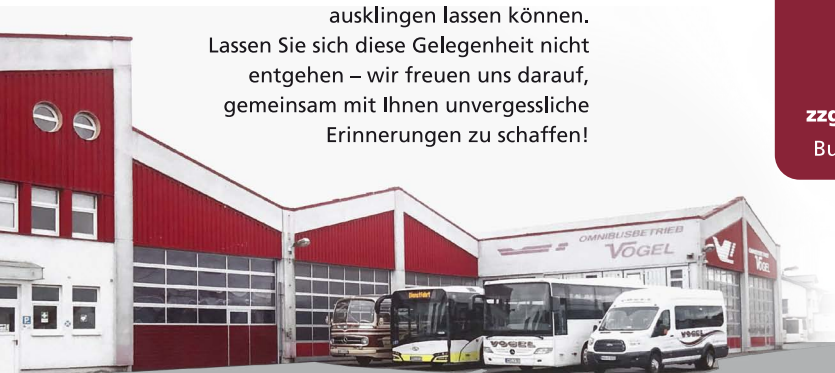 ausklingen lassen können.
Lassen Sie sich diese Gelegenheit nicht
entgehen – wir freuen uns darauf,
gemeinsam mit Ihnen unvergessliche
Erinnerungen zu schaffen!
zzg
Bu
OMNIBUSBETRIEB
VOGEL
VOGEL
Dienstfahrt
VOGEL
VOGEL